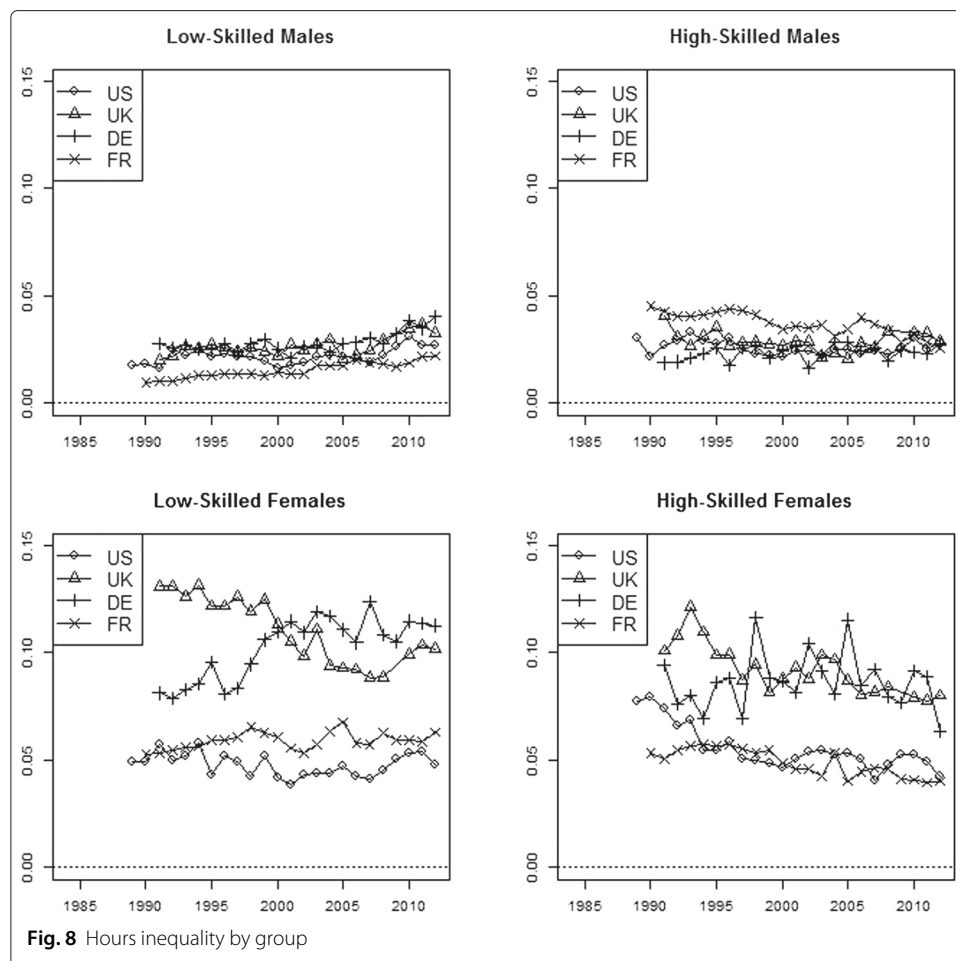 Low-Skilled Males
0.15
0.10
0.05
0.00
US
UK
DE
FR
1985 1990 1995 2000 2005 2010
High-Skilled Males
0.15
0.10
0.05
0.00
US
UK
DE
FR
1985 1990 1995 2000 2005 2010
Low-Skilled Females
0.15
0.10
0.05
0.00
US
UK
DE
FR
1985 1990 1995 2000 2005 2010
High-Skilled Females
0.15
0.10
0.05
0.00
US
UK
DE
FR
1985 1990 1995 2000 2005 2010
Fig. 8 Hours inequality by group